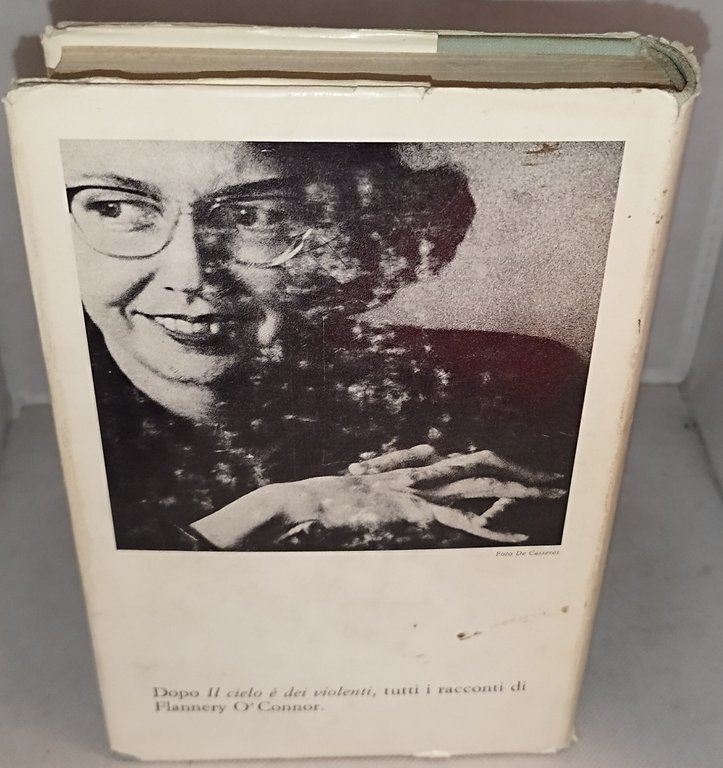 Foto De Casseres
Dopo Il cielo è dei violenti, tutti i racconti di
Flannery O'Connor.